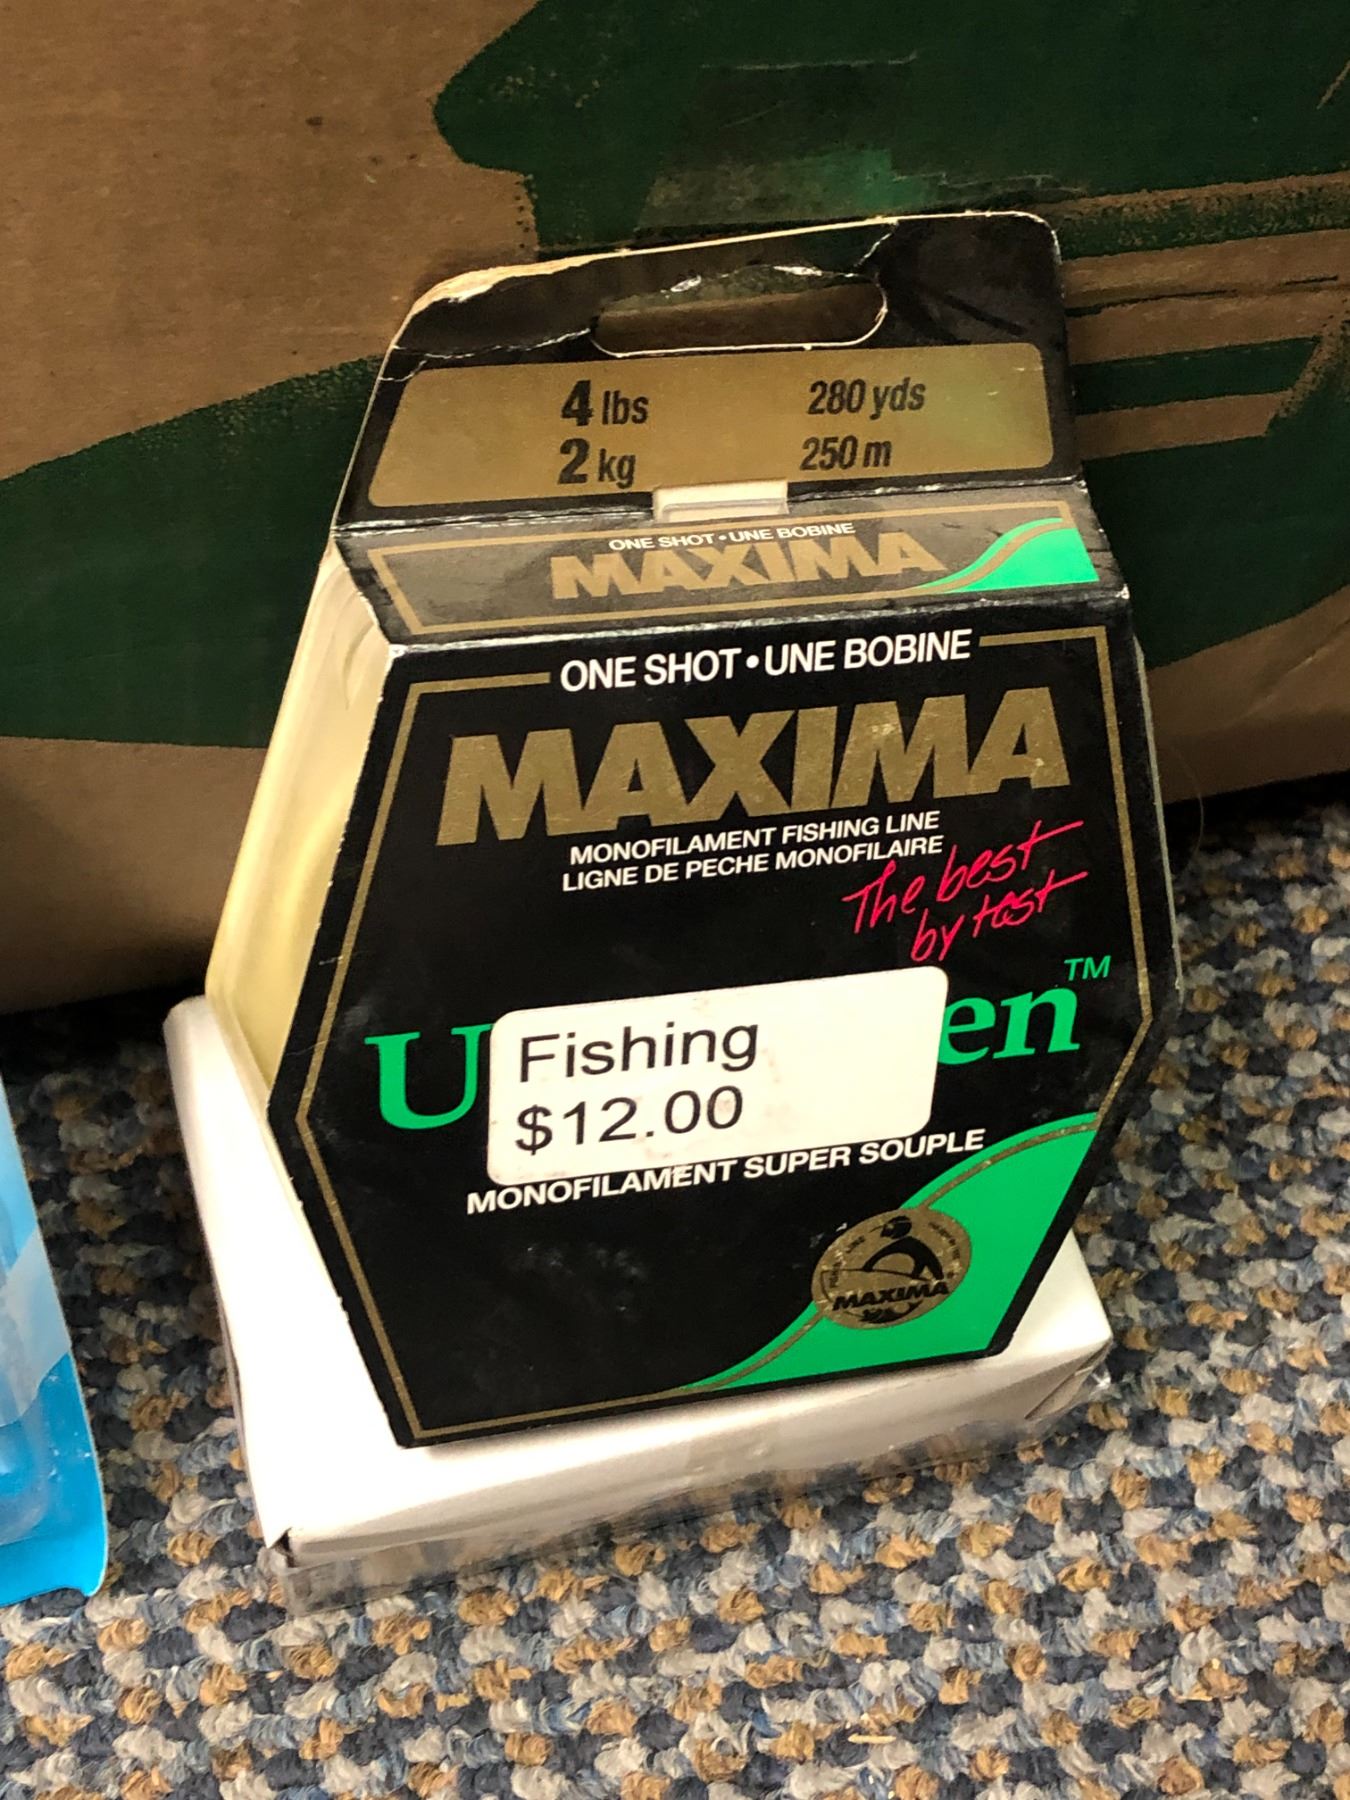 4 lbs 280 yds
2 kg 250 m
ONE SHOT • UNE BOBINE
MAXIMA
ONE SHOT • UNE BOBINE
MAXIMA
MONOFILAMENT FISHING LINE
LIGNE DE PECHE MONOFILAIRE
The best
by test
Fishing
$12.00
MONOFILAMENT SUPER SOUPLE
MAXIMA